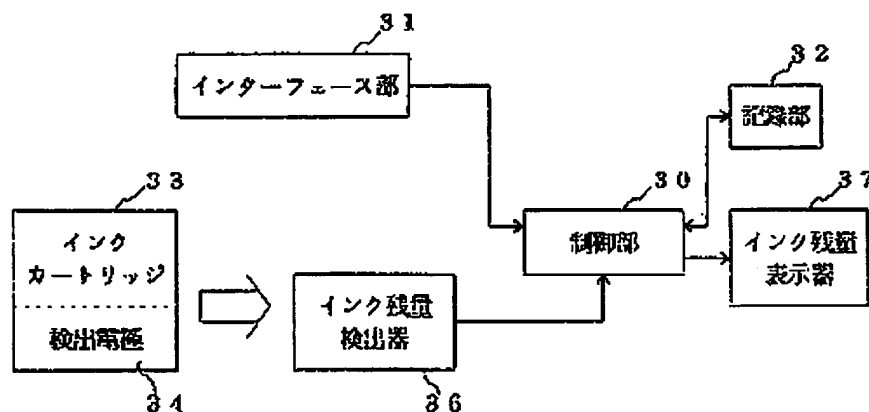 31
インターフェース部
32
記録部
33
インク
カートリッジ
検出電極
34
インク残量
検出器
36
30
制御部
37
インク残量
表示器